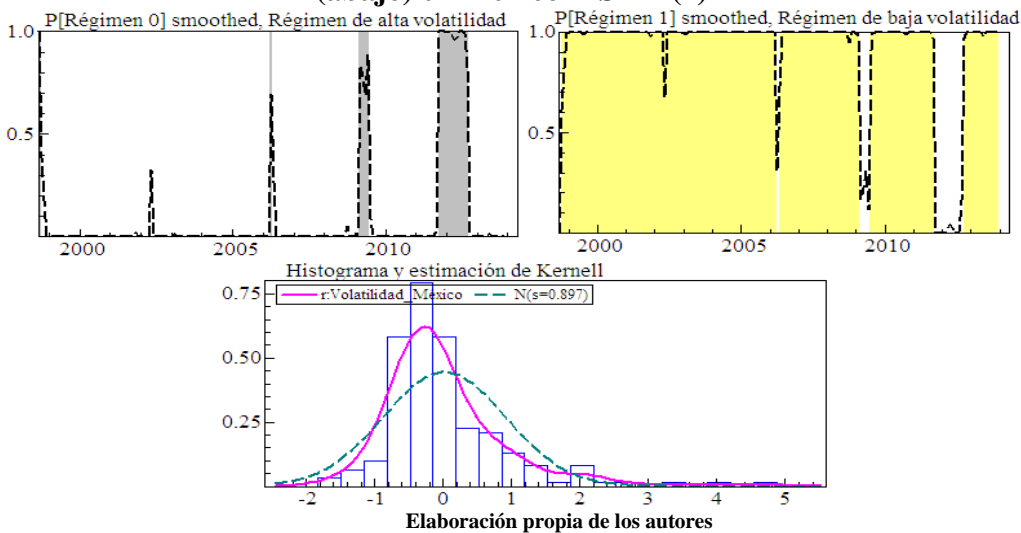 (abajo)
P[Régimen 0] smoothed, Régimen de alta volatilidad
1.0
0.5
2000 2005 2010
P[Régimen 1] smoothed, Régimen de baja volatilidad
1.0
0.5
2000 2005 2010
Histograma y estimación de Kernell
r:Volatilidad_México N(s=0.897)
0.75
0.50
0.25
-2 -1 0 1 2 3 4 5
Elaboración propia de los autores